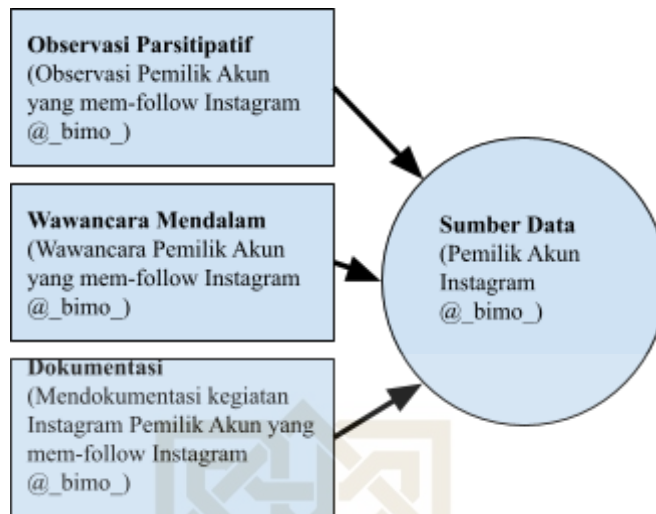 Observasi Parsitipatif
(Observasi Pemilik Akun
yang mem-follow Instagram
@_bimo_)
Wawancara Mendalam
(Wawancara Pemilik Akun
yang mem-follow Instagram
@_bimo_)
Dokumentasi
(Mendokumentasi kegiatan
Instagram Pemilik Akun yang
mem-follow Instagram
@_bimo_)
Sumber Data
(Pemilik Akun
Instagram
@_bimo_)